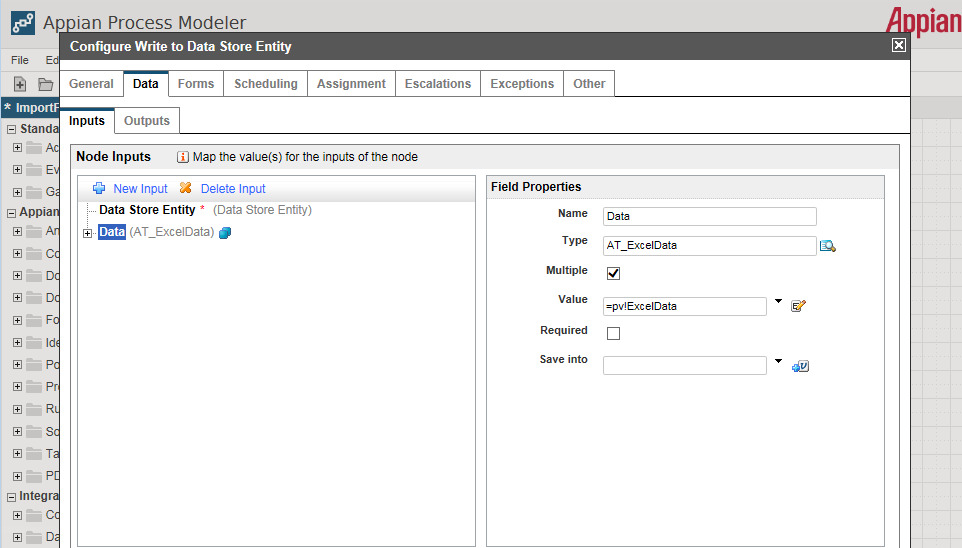 Appian Process Modeler
Appian
File Ed
Configure Write to Data Store Entity
General Data Forms Scheduling Assignment Escalations Exceptions Other
* ImportF
Inputs Outputs
Standa
Ac
Ev
Ga
Appian
An
Co
Do
Do
Fo
Ide
Po
Pr
Ru
Sq
Ta
PD
Integra
Co
Da
Node Inputs Map the value(s) for the inputs of the node
New Input Delete Input
Data Store Entity * (Data Store Entity)
Data (AT_ExcelData)
Field Properties
Name Data
Type AT_ExcelData
Multiple
Value =pv!ExcelData
Required
Save into